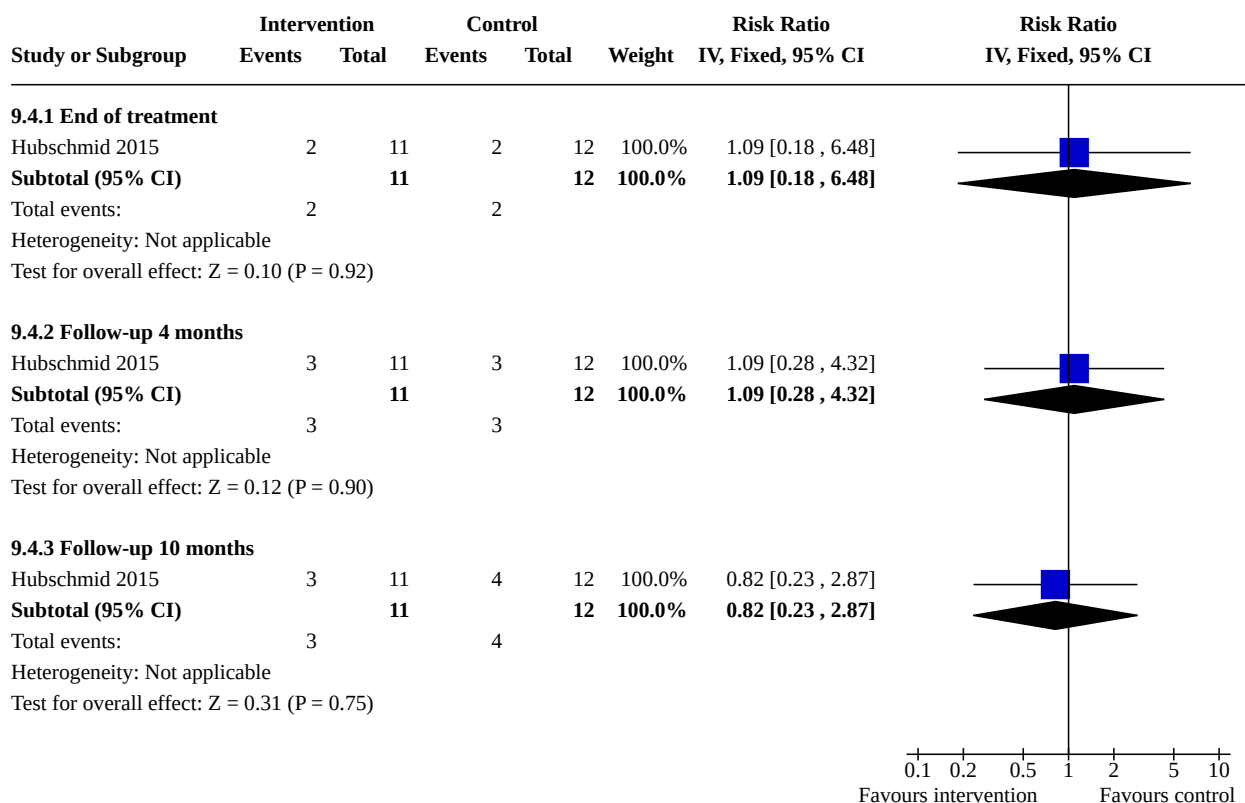 Intervention Control Risk Ratio Risk Ratio
Study or Subgroup Events Total Events Total Weight IV, Fixed, 95% CI IV, Fixed, 95% CI
9.4.1 End of treatment
Hubschmid 2015 2 11 2 12 100.0% 1.09 [0.18 , 6.48]
Subtotal (95% CI) 11 12 100.0% 1.09 [0.18 , 6.48]
Total events: 2 2
Heterogeneity: Not applicable
Test for overall effect: Z = 0.10 (P = 0.92)
9.4.2 Follow-up 4 months
Hubschmid 2015 3 11 3 12 100.0% 1.09 [0.28 , 4.32]
Subtotal (95% CI) 11 12 100.0% 1.09 [0.28 , 4.32]
Total events: 3 3
Heterogeneity: Not applicable
Test for overall effect: Z = 0.12 (P = 0.90)
9.4.3 Follow-up 10 months
Hubschmid 2015 3 11 4 12 100.0% 0.82 [0.23 , 2.87]
Subtotal (95% CI) 11 12 100.0% 0.82 [0.23 , 2.87]
Total events: 3 4
Heterogeneity: Not applicable
Test for overall effect: Z = 0.31 (P = 0.75)
0.1 0.2 0.5 1 2 5 10
Favours intervention Favours control